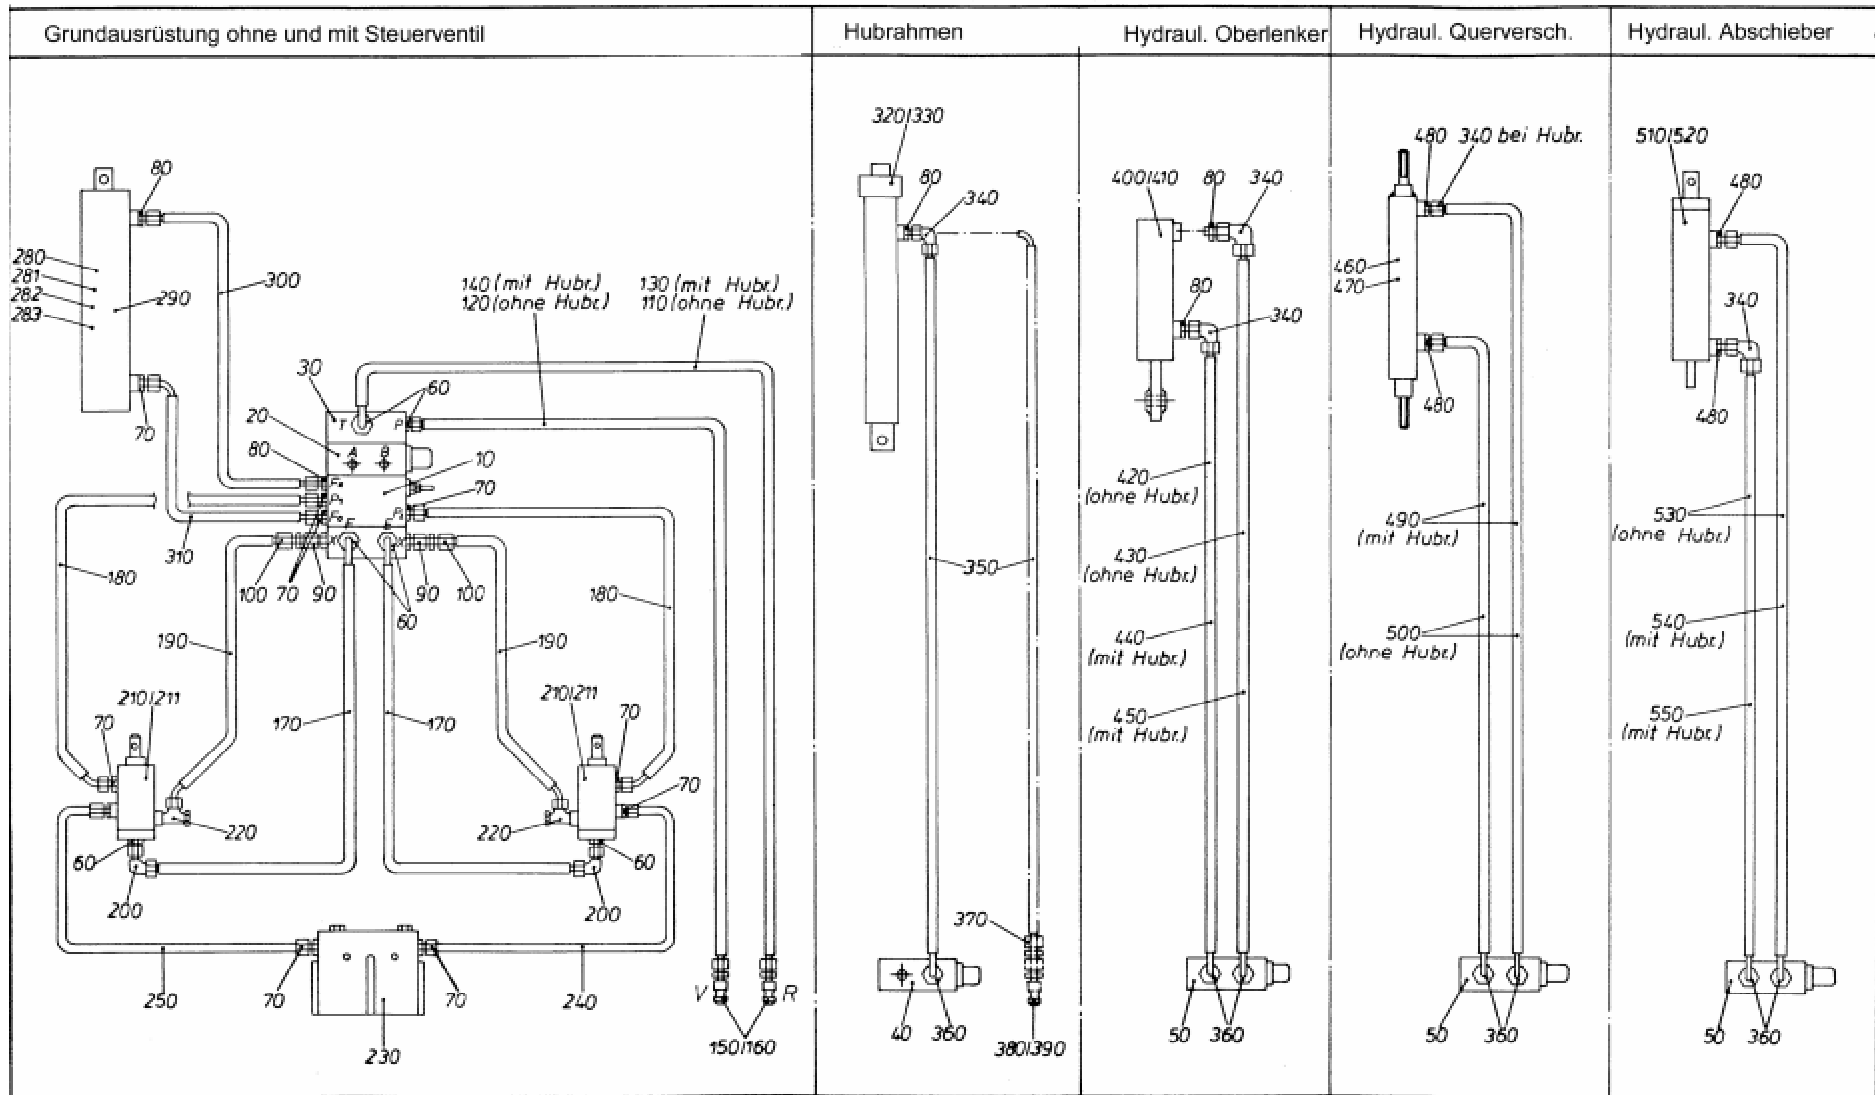 Grundausrüstung ohne und mit Steuerventil
Hubrahmen
Hydraul. Oberlenker
Hydraul. Querversch.
Hydraul. Abschieber
80
280
281
282
283
290
300
140 (mit Hubr.)
120 (ohne Hubr.)
130 (mit Hubr.)
110 (ohne Hubr.)
30
60
T
P
70
20
A
B
80
10
70
E
E
310
180
100
70
90
60
90
100
180
190
190
210/211
210/211
70
170
170
70
70
220
220
60
60
200
200
250
70
70
240
V
R
230
150/160
320/330
80
340
350
370
40
360
380/390
400/410
80
340
80
340
420
(ohne Hubr.)
430
(ohne Hubr.)
440
(mit Hubr.)
450
(mit Hubr.)
50
360
480
340 bei Hubr.
460
470
480
490
(mit Hubr.)
500
(ohne Hubr.)
50
360
510/520
480
340
480
530
(ohne Hubr.)
540
(mit Hubr.)
550
(mit Hubr.)
50
360